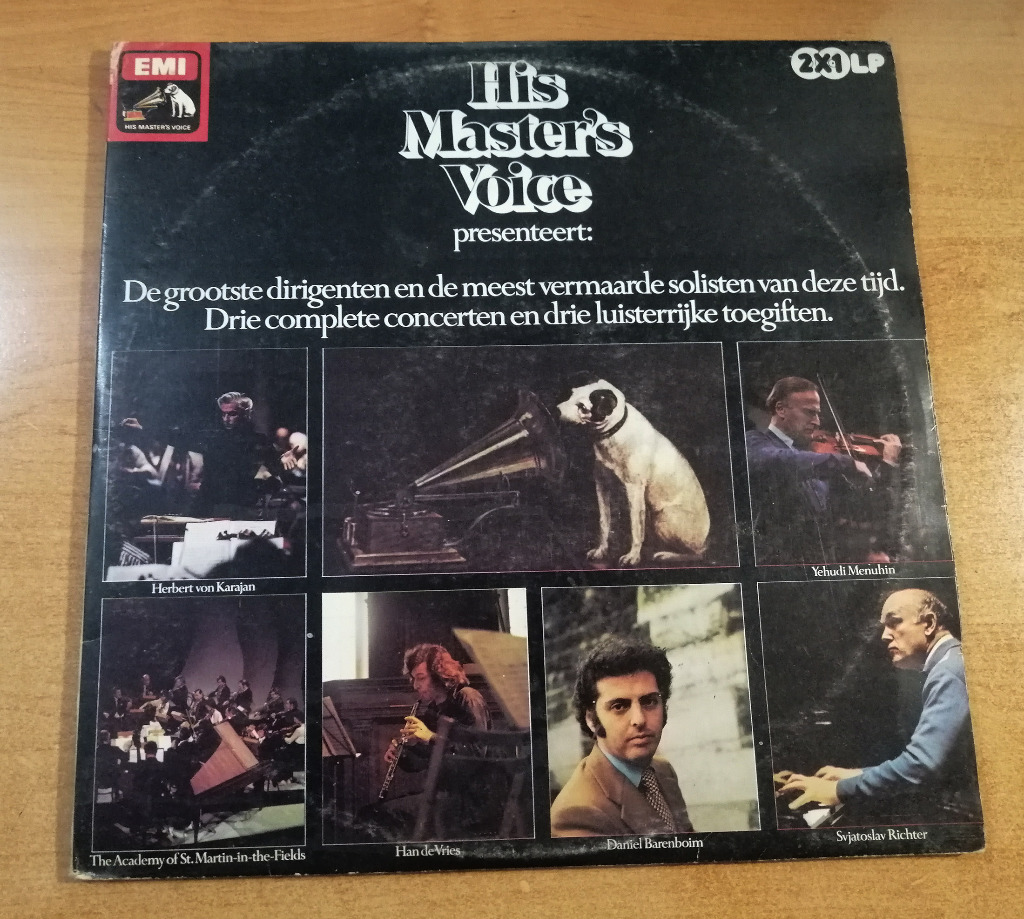 EMI
HIS MASTER'S VOICE
2X1LP
His
Master's
Voice
presenteert:
De grootste dirigenten en de meest vermaarde solisten van deze tijd.
Drie complete concerten en drie luisterrijke toegiften.
Herbert von Karajan
Yehudi Menuhin
The Academy of St. Martin-in-the-Fields
Han de Vries
Daniel Barenboim
Svjatoslav Richter